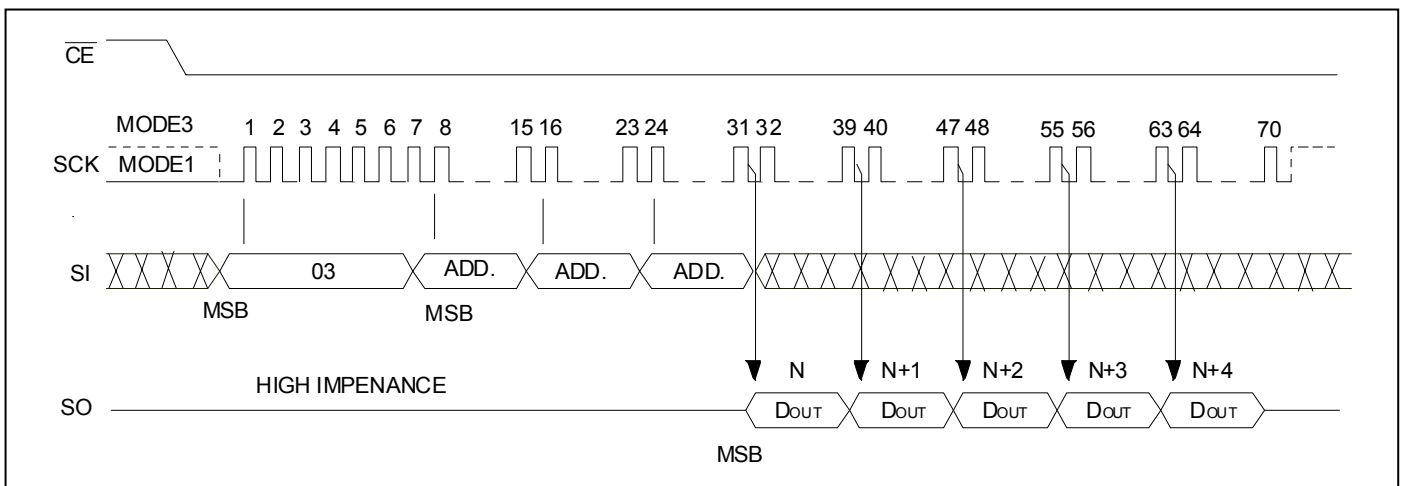 CE
MODE3 1 2 3 4 5 6 7 8 15 16 23 24 31 32 39 40 47 48 55 56 63 64 70
SCK MODE1
SI 03 ADD. ADD. ADD.
MSB MSB
N N+1 N+2 N+3 N+4
HIGH IMPENANCE
SO DOUT DOUT DOUT DOUT DOUT
MSB